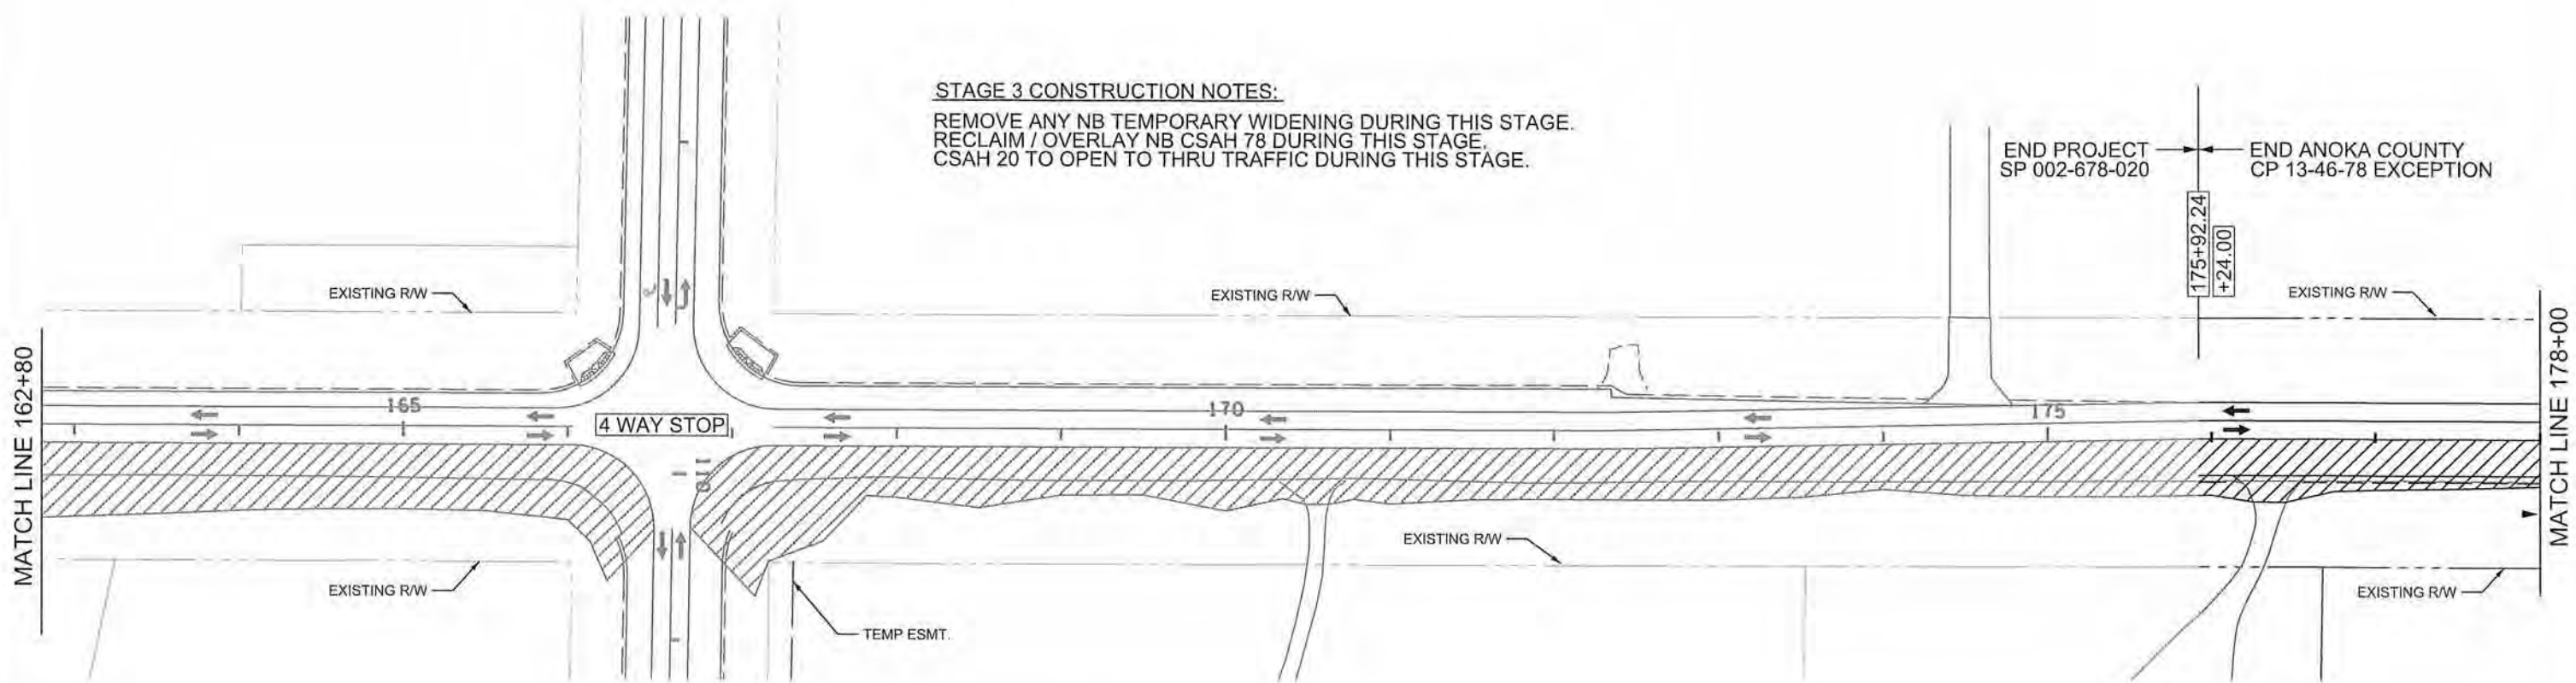 STAGE 3 CONSTRUCTION NOTES:
REMOVE ANY NB TEMPORARY WIDENING DURING THIS STAGE.
RECLAIM / OVERLAY NB CSAH 78 DURING THIS STAGE.
CSAH 20 TO OPEN TO THRU TRAFFIC DURING THIS STAGE.
END PROJECT
SP 002-678-020
END ANOKA COUNTY
CP 13-46-78 EXCEPTION
175+92.24
+24.00
EXISTING R/W
EXISTING R/W
EXISTING R/W
MATCH LINE 162+80
165
4 WAY STOP
170
175
MATCH LINE 178+00
110
EXISTING R/W
EXISTING R/W
EXISTING R/W
TEMP ESMT.